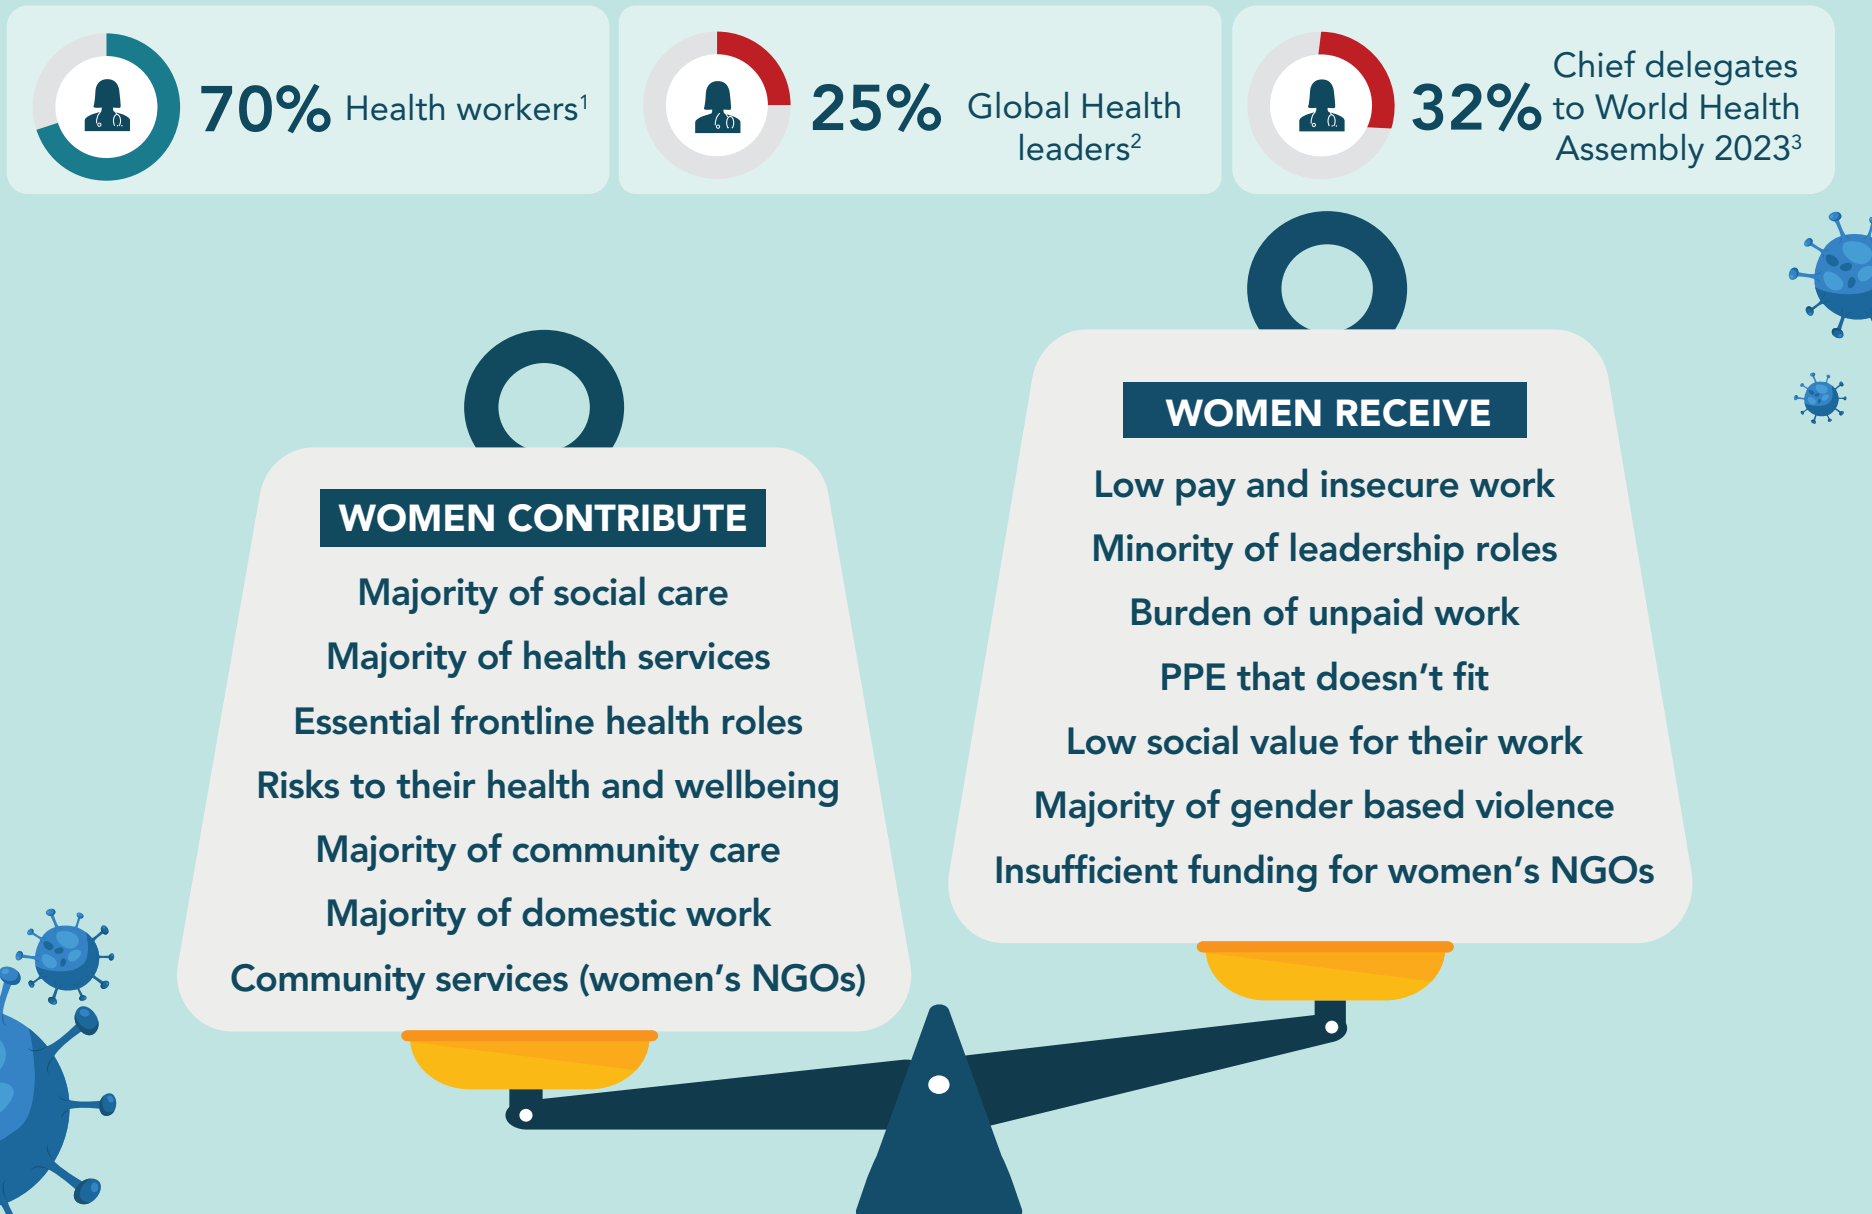 70% Health workers¹
25% Global Health
leaders²
32% Chief delegates
to World Health
Assembly 2023³
WOMEN CONTRIBUTE
Majority of social care
Majority of health services
Essential frontline health roles
Risks to their health and wellbeing
Majority of community care
Majority of domestic work
Community services (women’s NGOs)
WOMEN RECEIVE
Low pay and insecure work
Minority of leadership roles
Burden of unpaid work
PPE that doesn’t fit
Low social value for their work
Majority of gender based violence
Insufficient funding for women’s NGOs